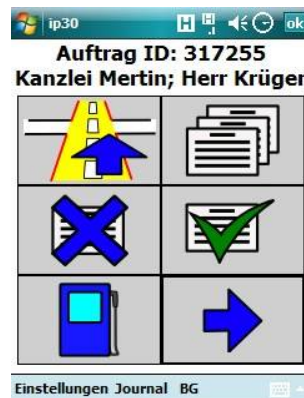 ip30 H H ok
Auftrag ID: 317255
Kanzlei Mertin; Herr Krüger
Einstellungen Journal BG